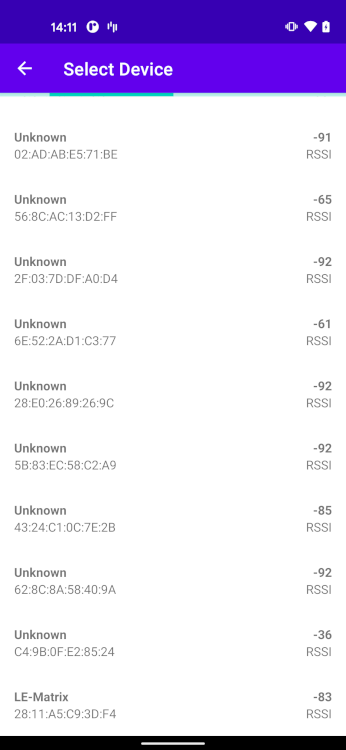 14:11
Select Device
Unknown -91
02:AD:AB:E5:71:BE RSSI
Unknown -65
56:8C:AC:13:D2:FF RSSI
Unknown -92
2F:03:7D:DF:A0:D4 RSSI
Unknown -61
6E:52:2A:D1:C3:77 RSSI
Unknown -92
28:E0:26:89:26:9C RSSI
Unknown -92
5B:83:EC:58:C2:A9 RSSI
Unknown -85
43:24:C1:0C:7E:2B RSSI
Unknown -92
62:8C:8A:58:40:9A RSSI
Unknown -36
C4:9B:0F:E2:85:24 RSSI
LE-Matrix -83
28:11:A5:C9:3D:F4 RSSI